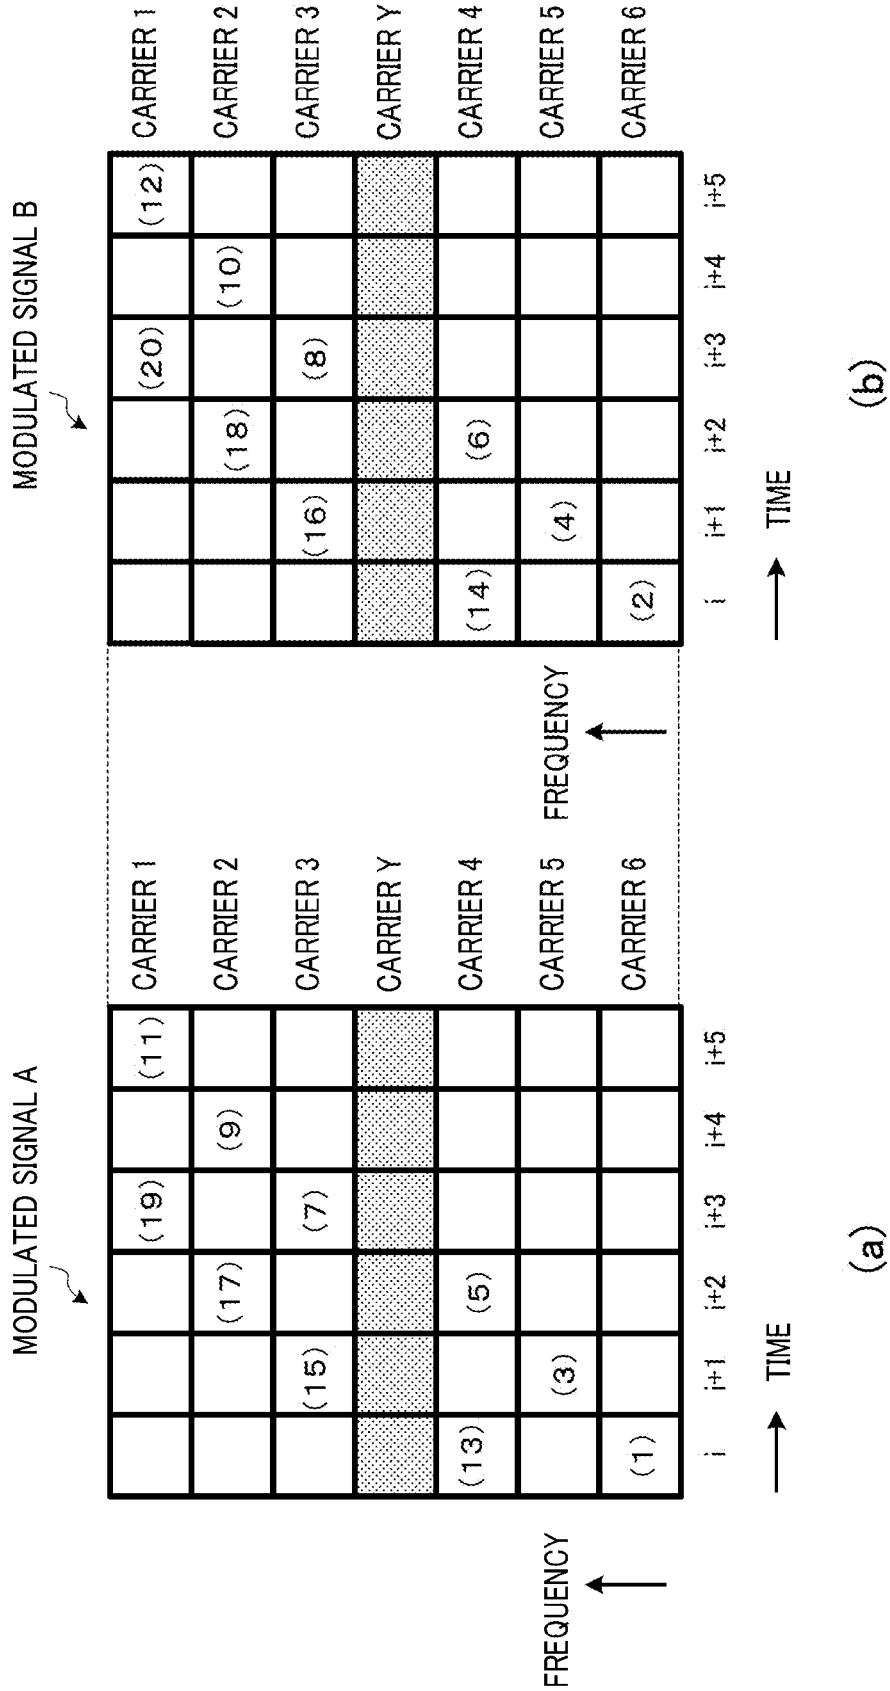 MODULATED SIGNAL A
(19) (11) CARRIER 1
(17) (9) CARRIER 2
(15) (7) CARRIER 3
CARRIER Y
(13) (5) CARRIER 4
FREQUENCY
(3) CARRIER 5
(1) CARRIER 6
i i+1 i+2 i+3 i+4 i+5
TIME
(a)
MODULATED SIGNAL B
(20) (12) CARRIER 1
(18) (10) CARRIER 2
(16) (8) CARRIER 3
CARRIER Y
(14) (6) CARRIER 4
FREQUENCY
(4) CARRIER 5
(2) CARRIER 6
i i+1 i+2 i+3 i+4 i+5
TIME
(b)